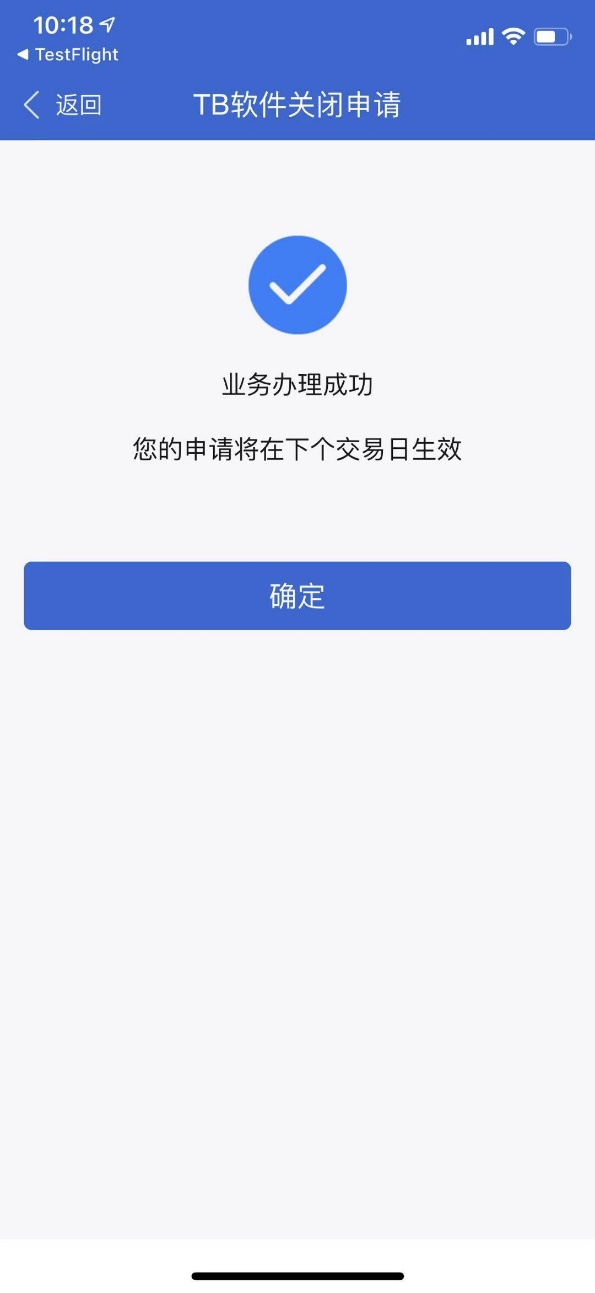 10:18
TestFlight
返回
TB软件关闭申请
业务办理成功
您的申请将在下个交易日生效
确定